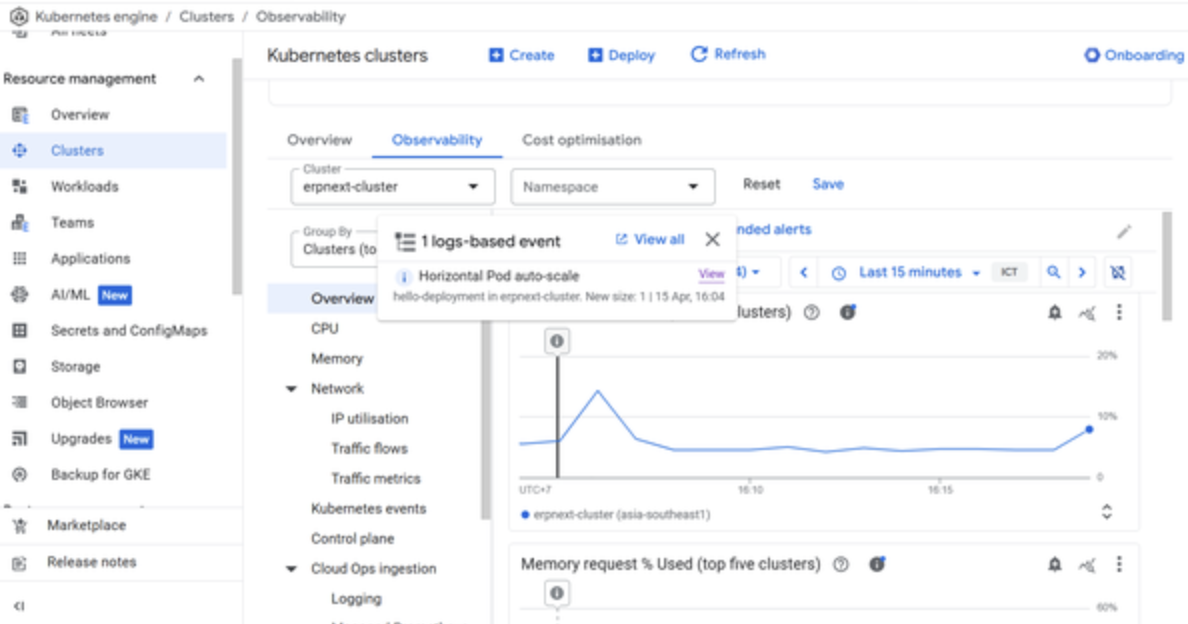 Kubernetes engine / Clusters / Observability
All fleets
Resource management
Overview
Clusters
Workloads
Teams
Applications
AI/ML New
Secrets and ConfigMaps
Storage
Object Browser
Upgrades New
Backup for GKE
Marketplace
Release notes
Kubernetes clusters
Create
Deploy
Refresh
Onboarding
Overview
Observability
Cost optimisation
Cluster
erpnext-cluster
Namespace
Reset
Save
Group By
Clusters (to
1 logs-based event
View all
Horizontal Pod auto-scale
View
hello-deployment in erpnext-cluster. New size: 1 | 15 Apr, 16:04
nded alerts
4)
Last 15 minutes
ICT
Overview
CPU
Memory
Network
IP utilisation
Traffic flows
Traffic metrics
Kubernetes events
Control plane
Cloud Ops ingestion
Logging
lusters)
20%
10%
0
UTC+7
16:10
16:15
erpnext-cluster (asia-southeast1)
Memory request % Used (top five clusters)
60%